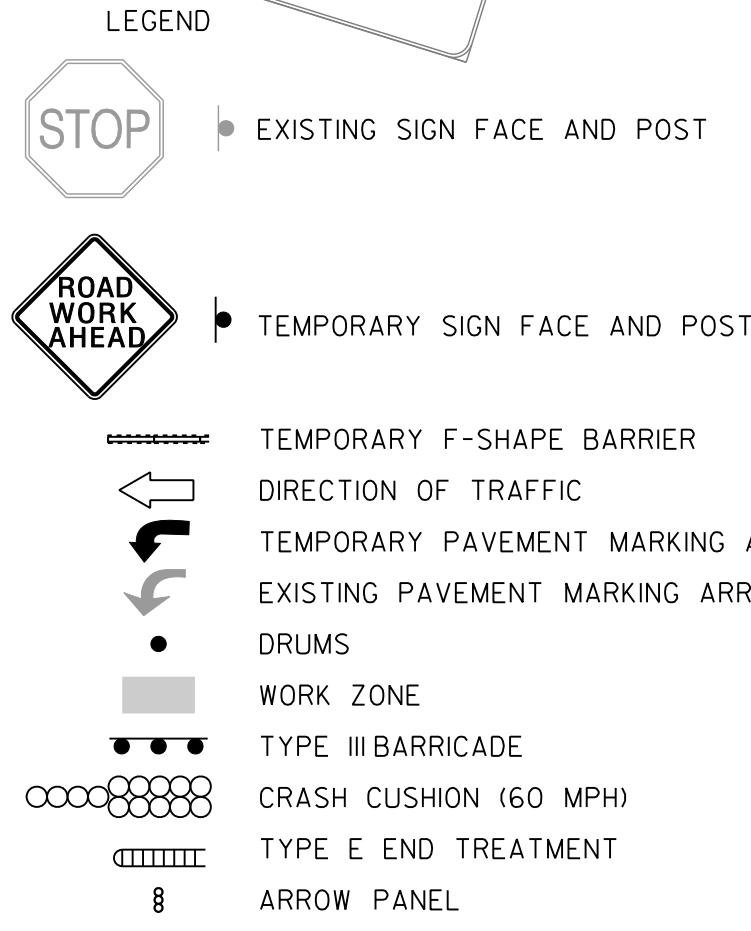 LEGEND
STOP
EXISTING SIGN FACE AND POST
ROAD
WORK
AHEAD
TEMPORARY SIGN FACE AND POST
TEMPORARY F-SHAPE BARRIER
DIRECTION OF TRAFFIC
TEMPORARY PAVEMENT MARKING
EXISTING PAVEMENT MARKING ARR
DRUMS
WORK ZONE
TYPE III BARRICADE
CRASH CUSHION (60 MPH)
TYPE E END TREATMENT
ARROW PANEL